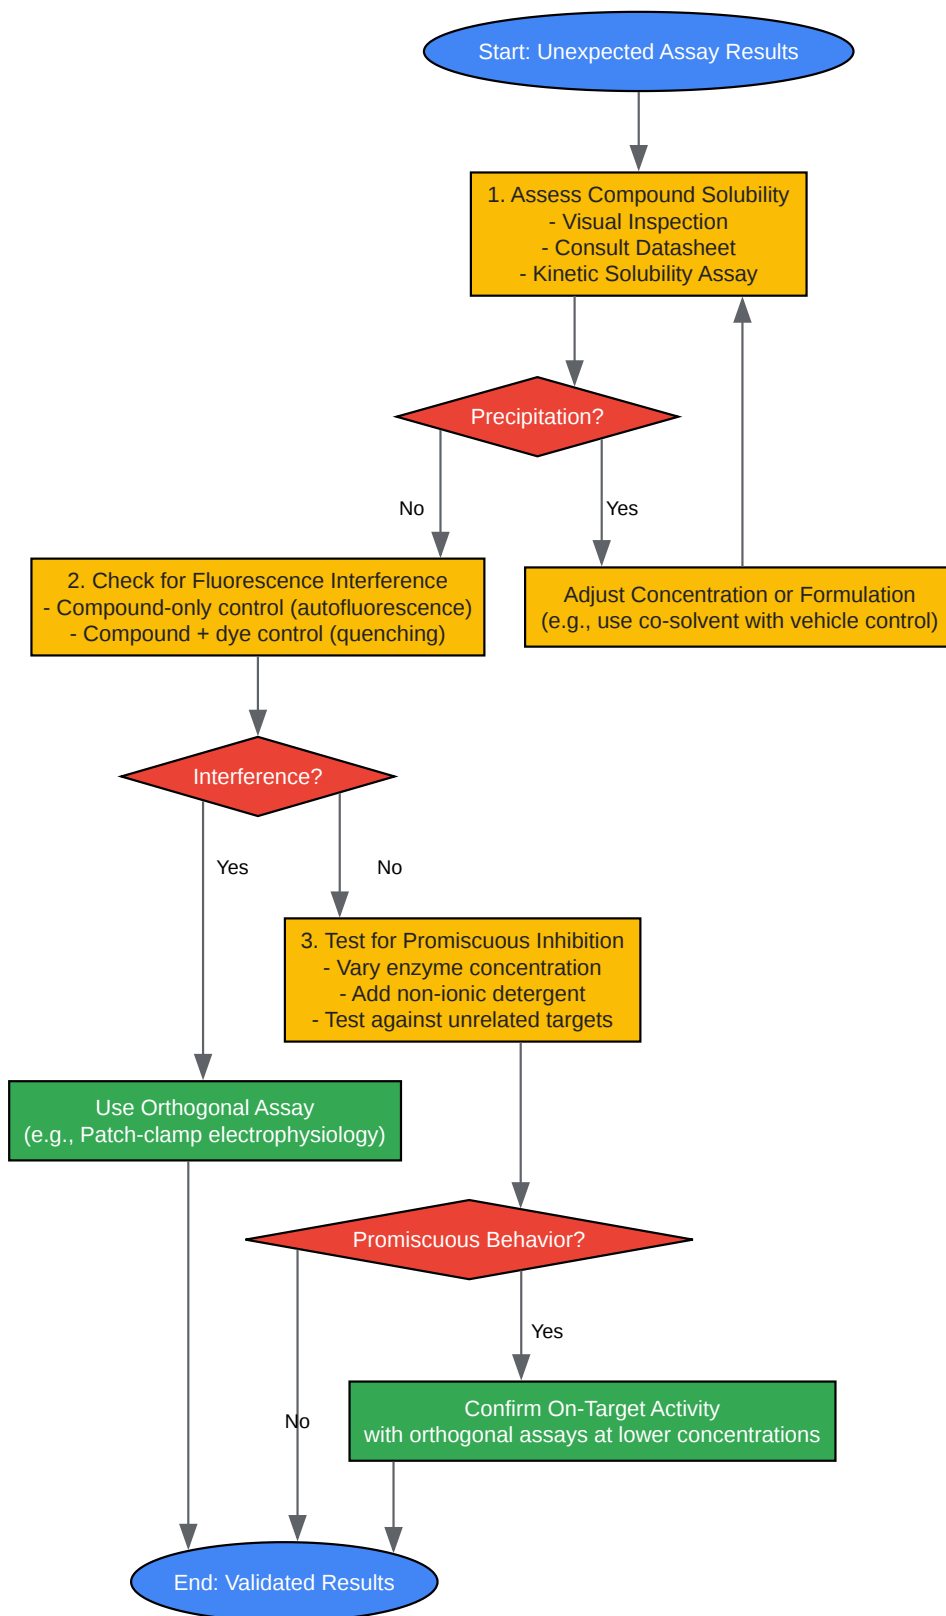 Start: Unexpected Assay Results
1. Assess Compound Solubility
- Visual Inspection
- Consult Datasheet
- Kinetic Solubility Assay
Precipitation?
No
Yes
2. Check for Fluorescence Interference
- Compound-only control (autofluorescence)
- Compound + dye control (quenching)
Adjust Concentration or Formulation
(e.g., use co-solvent with vehicle control)
Interference?
Yes
No
3. Test for Promiscuous Inhibition
- Vary enzyme concentration
- Add non-ionic detergent
- Test against unrelated targets
Use Orthogonal Assay
(e.g., Patch-clamp electrophysiology)
Promiscuous Behavior?
Yes
No
Confirm On-Target Activity
with orthogonal assays at lower concentrations
End: Validated Results